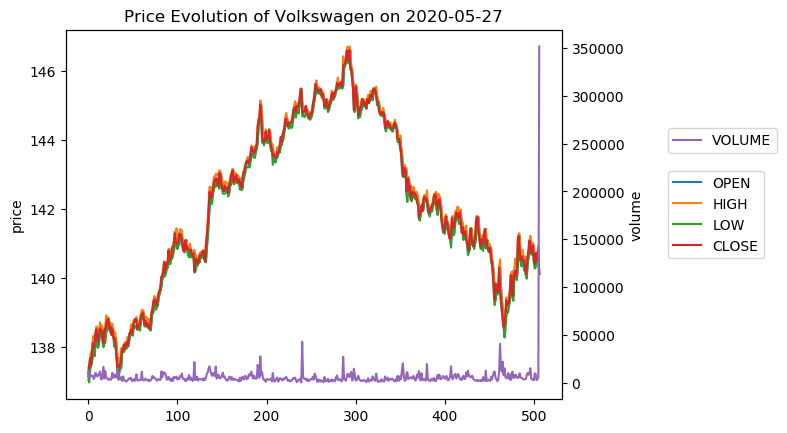 Price Evolution of Volkswagen on 2020-05-27
price
146
144
142
140
138
0
100
200
300
400
500
350000
300000
250000
200000
150000
100000
50000
0
volume
VOLUME
OPEN
HIGH
LOW
CLOSE